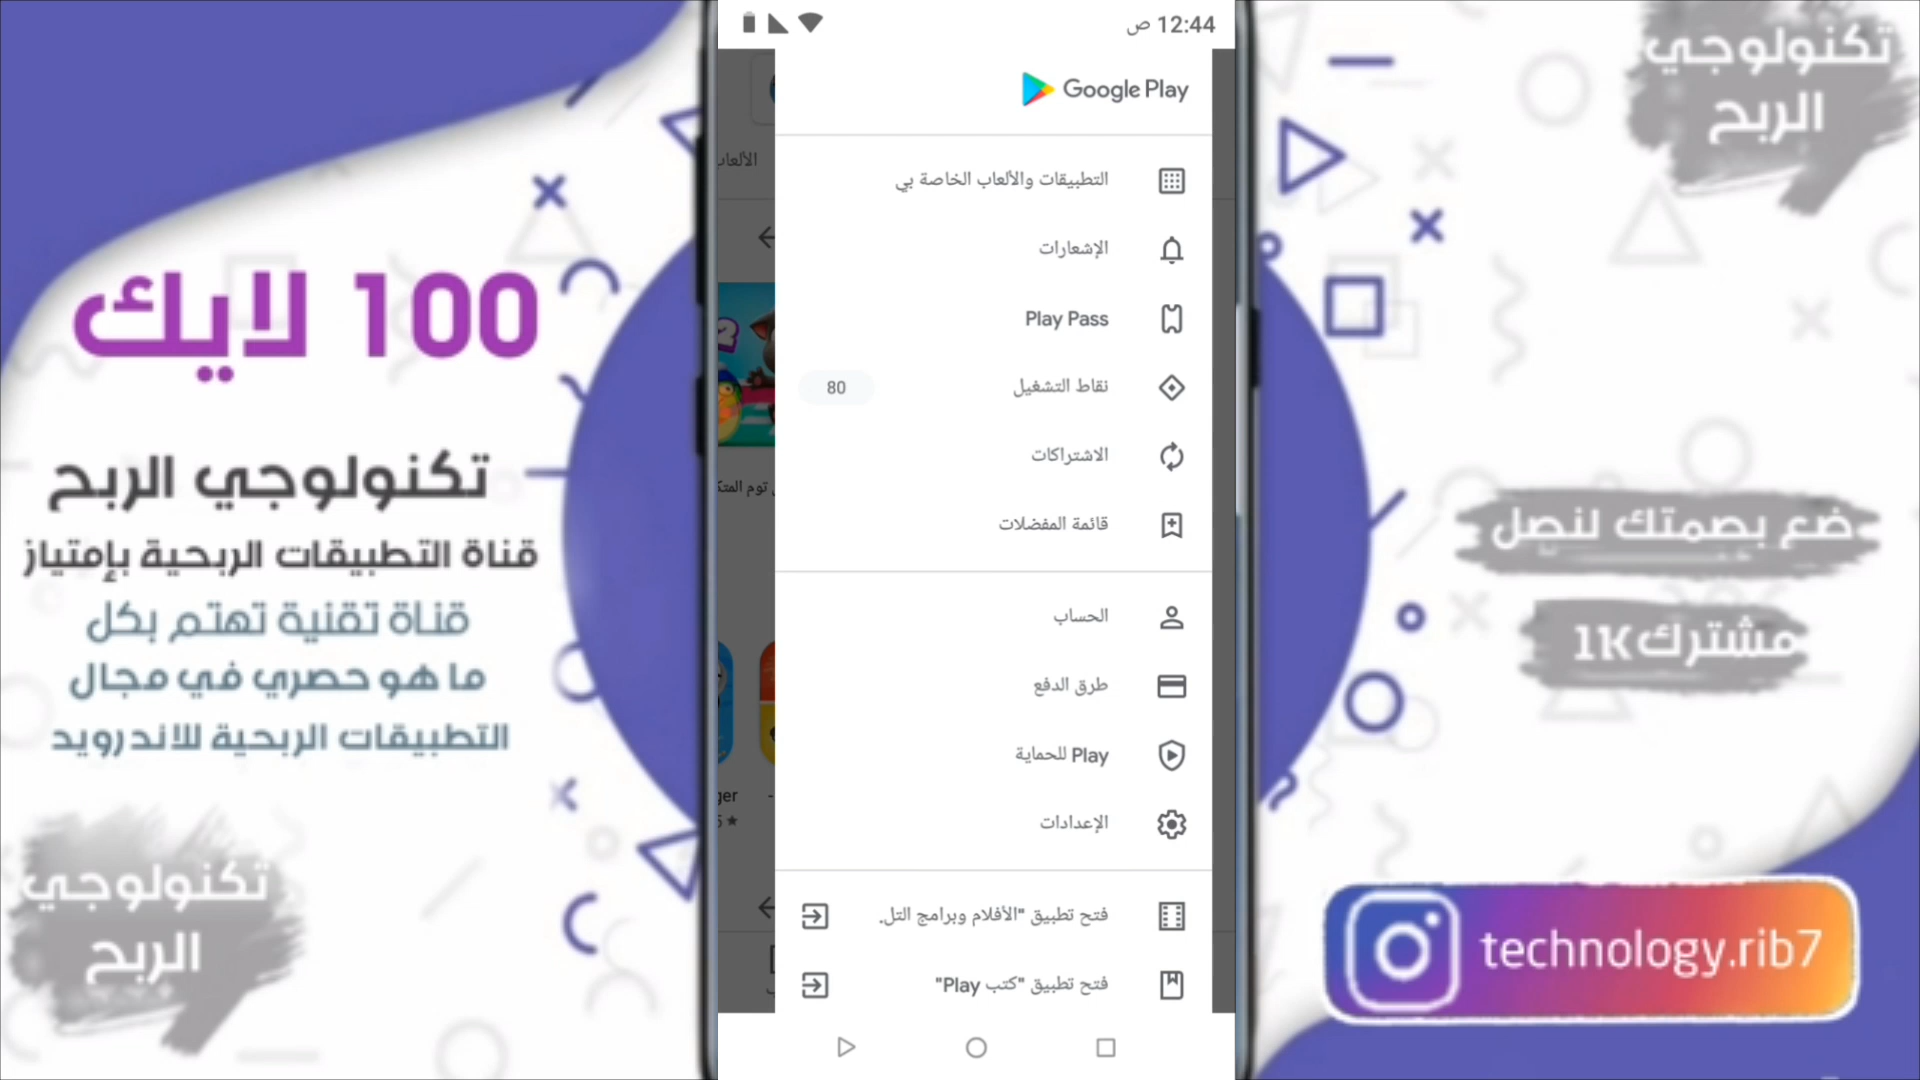 100 لايك
تكنولوجي الربح
قناة التطبيقات الربحية بإمتياز
قناة تقنية تهتم بكل
ما هو حصري في مجال
التطبيقات الربحية للاندرويد
تكنولوجي
الربح
12:44 ص
Google Play
الألعاب
التطبيقات والألعاب الخاصة بي
الإشعارات
Play Pass
نقاط التشغيل
80
الاشتراكات
قائمة المفضلات
الحساب
طرق الدفع
Play للحماية
الإعدادات
فتح تطبيق "الأفلام وبرامج التل.
فتح تطبيق "كتب Play"
تكنولوجي
الربح
ضع بصمتك لنصل
مشترك1K
technology.rib7